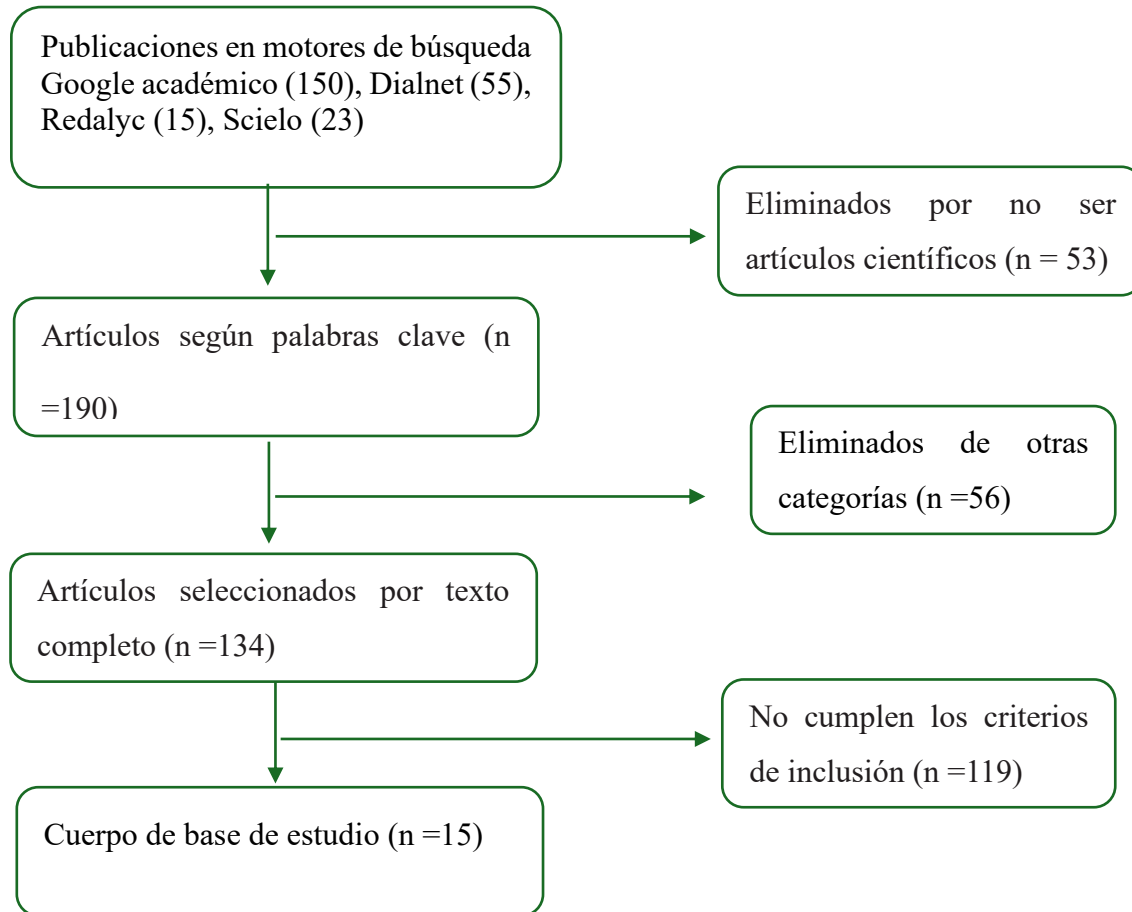 Publicaciones en motores de búsqueda
Google académico (150), Dialnet (55),
Redalyc (15), Scielo (23)
Eliminados por no ser
artículos científicos (n = 53)
Artículos según palabras clave (n
=190)
Eliminados de otras
categorías (n =56)
Artículos seleccionados por texto
completo (n =134)
No cumplen los criterios
de inclusión (n =119)
Cuerpo de base de estudio (n =15)